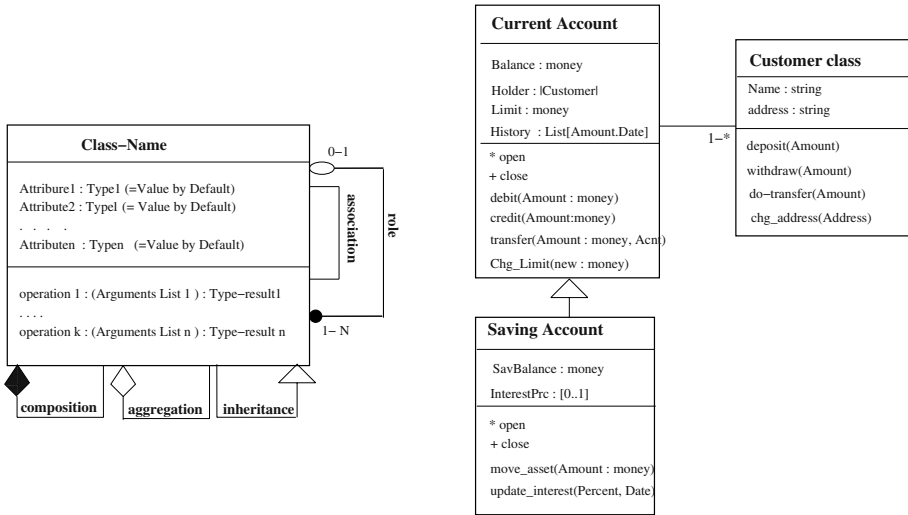 Class−Name
Attribure1 : Type1 (=Value by Default)
Attribute2 : Typel (= Value by Default)
. . . .
Attributen : Typen (=Value by Default)
operation 1 : (Arguments List 1 ) : Type−result1
. . . .
operation k : (Arguments List n ) : Type−result n
0−1
association
role
1− N
composition
aggregation
inheritance
Current Account
Balance : money
Holder : |Customer|
Limit : money
History : List[Amount.Date]
* open
+ close
debit(Amount : money)
credit(Amount:money)
transfer(Amount : money, Acnt)
Chg_Limit(new : money)
1−*
Customer class
Name : string
address : string
deposit(Amount)
withdraw(Amount)
do−transfer(Amount)
chg_address(Address)
Saving Account
SavBalance : money
InterestPrc : [0..1]
* open
+ close
move_asset(Amount : money)
update_interest(Percent, Date)